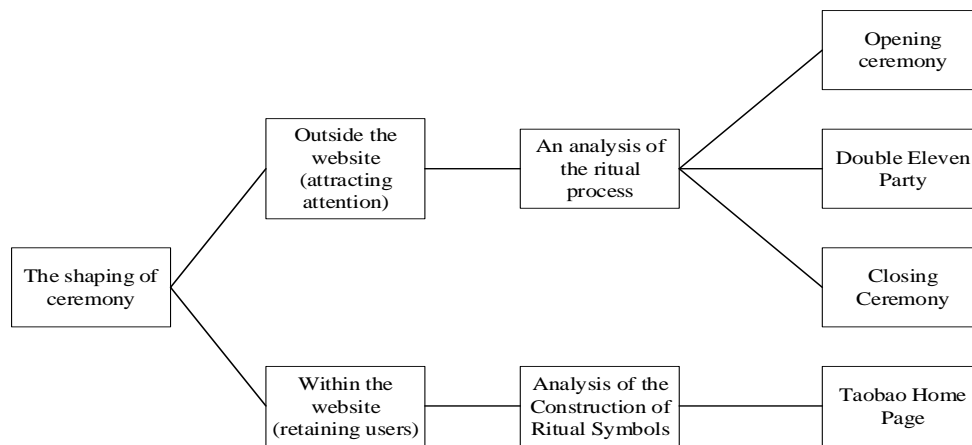 Opening
ceremony
Outside the
website
(attracting
attention)
An analysis of
the ritual
process
Double Eleven
Party
The shaping of
ceremony
Closing
Ceremony
Within the
website
(retaining users)
Analysis of the
Construction of
Ritual Symbols
Taobao Home
Page